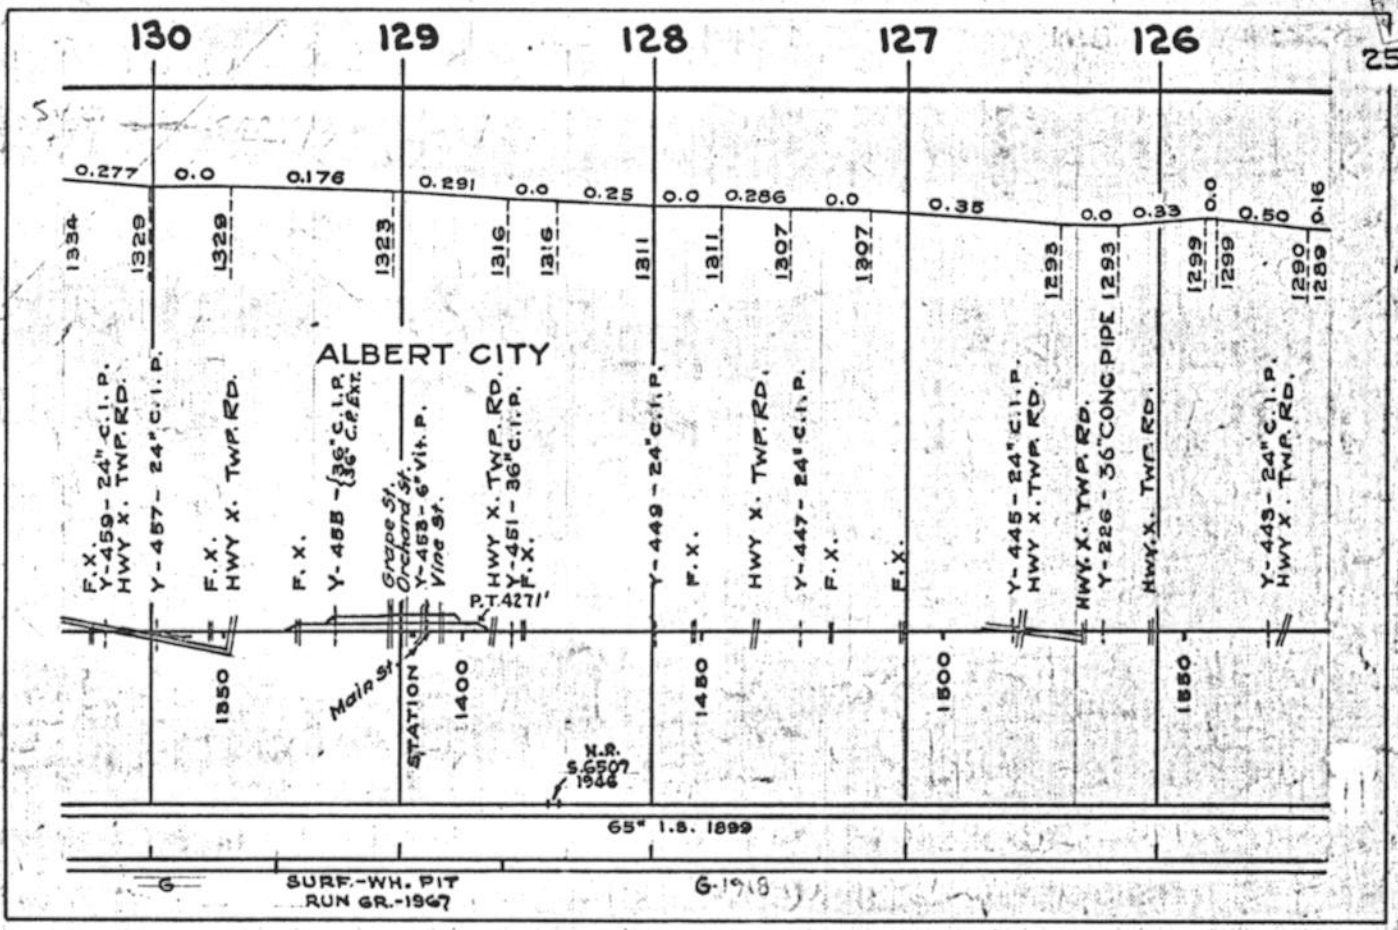 130 129 128 127 126
25
0.277 0.0 0.176 0.291 0.0 0.25 0.0 0.286 0.0 0.35 0.0 0.33 0.0 0.50 0.16
1334 1329 1329 1323 1316 1316 1311 1311 1307 1307 1293 1293 1299 1299 1290 1289
ALBERT CITY
F. X.
Y-459-24" C. I. P.
HWY X. TWP. RD.
Y-457-24" C. I. P.
F. X.
HWY X. TWP. RD.
F. X.
Y-455-{36" C.I.P.
{36" C.P. EXT.
Grape St.
Orchard St.
Y-453-6" Vit. P.
Vine St.
HWY X. TWP. RD.
Y-451-36" C. I. P.
F. X.
Y-449-24" C. I. P.
F. X.
HWY X. TWP. RD.
Y-447-24" C. I. P.
F. X.
F. X.
Y-445-24" C. I. P.
HWY X. TWP. RD.
HWY. X. TWP. RD.
Y-226-36" CONC. PIPE
HWY. X. TWP. RD.
Y-443-24" C. I. P.
HWY X TWP. RD.
P.T. 4271'
Main St.
STATION
1350 1400 1450 1500 1550
N.R.
S.6507
1946
65# I.S. 1899
G SURF.-WH. PIT G-1918
RUN GR.-1967